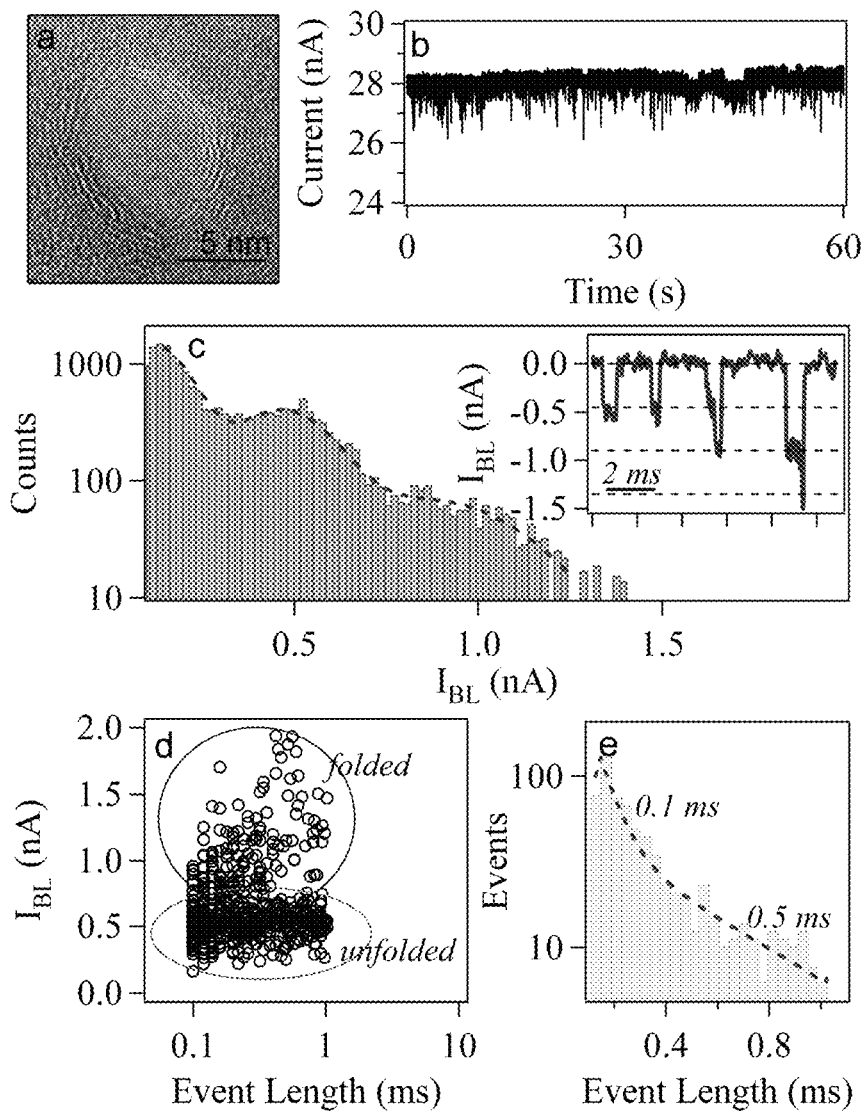 a
5 nm
b
Current (nA)
30
28
26
24
0
30
60
Time (s)
c
Counts
1000
100
10
0.5
1.0
1.5
I_BL (nA)
I_BL (nA)
0.0
-0.5
-1.0
-1.5
2 ms
d
I_BL (nA)
2.0
1.5
1.0
0.5
0.0
folded
unfolded
0.1
1
10
Event Length (ms)
e
Events
100
10
0.1 ms
0.5 ms
0.4
0.8
Event Length (ms)